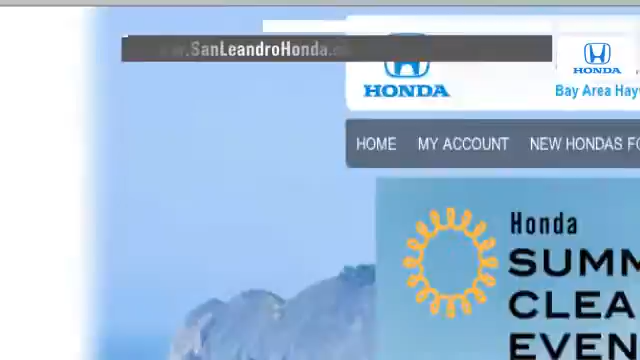 .SanLeandroHonda.
HONDA
HONDA
Bay Area Hay
HOME MY ACCOUNT NEW HONDAS FO
Honda
SUMM
CLEA
EVEN